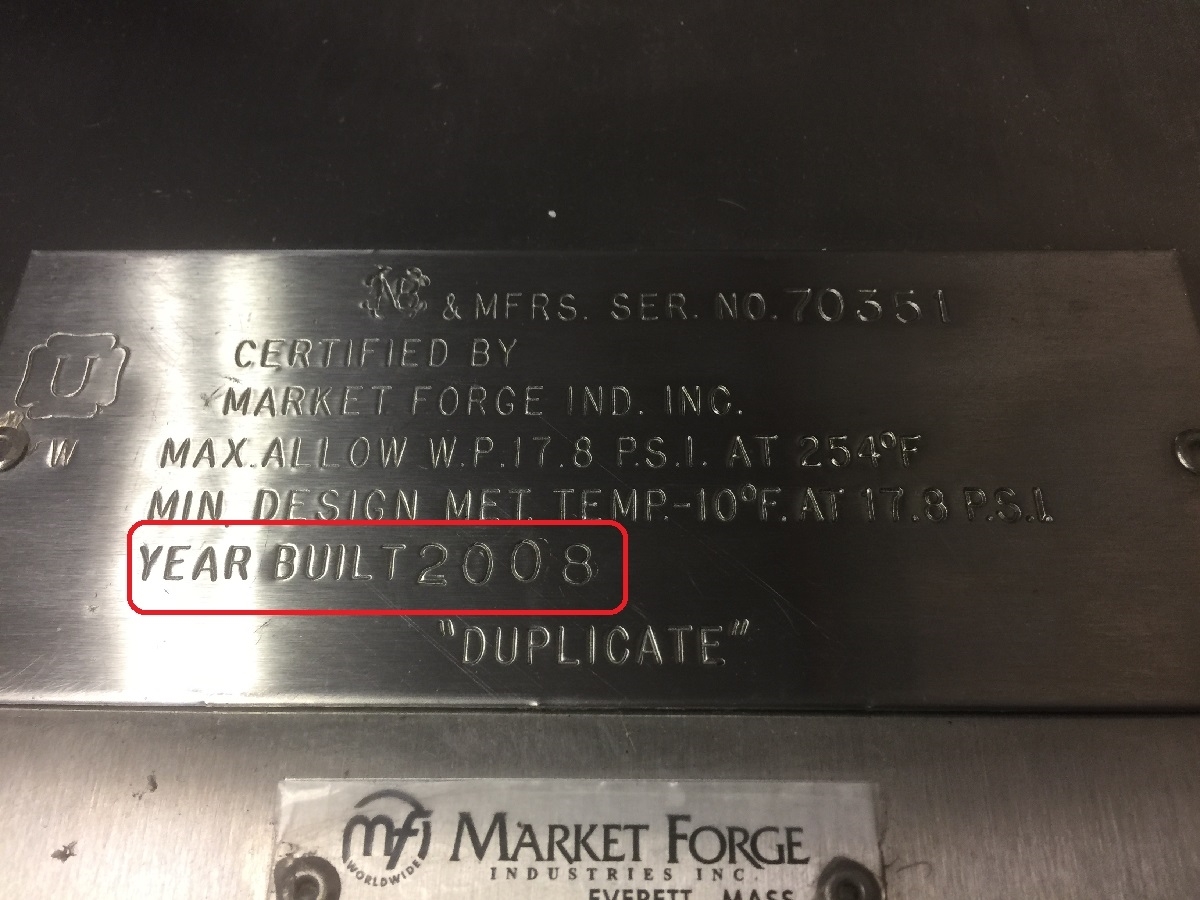 NB & MFRS. SER. NO. 70351
U
CERTIFIED BY
MARKET FORGE IND. INC.
W MAX. ALLOW W.P. 17.8 P.S.I. AT 254°F
MIN. DESIGN MET. TEMP.-10°F. AT 17.8 P.S.I.
YEAR BUILT 2008
"DUPLICATE"
mfi MARKET FORGE
WORLDWIDE INDUSTRIES INC.
EVERETT, MASS